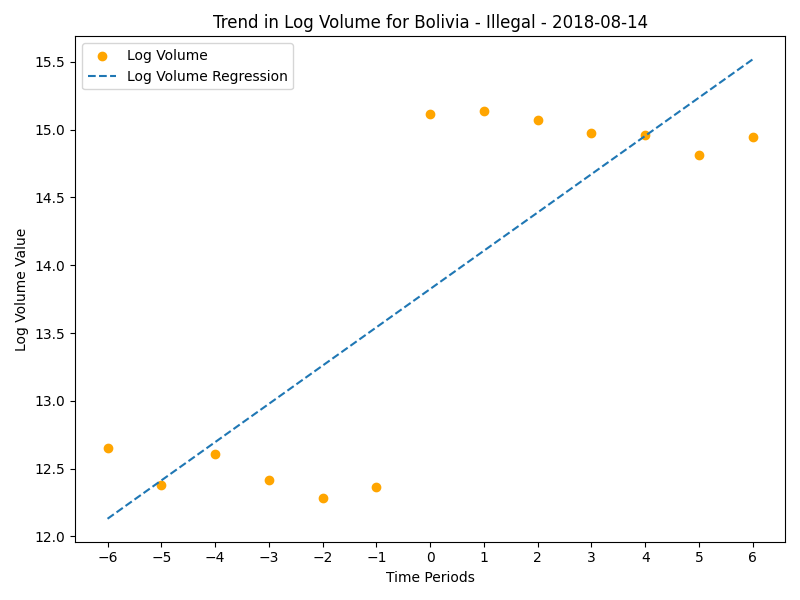 Trend in Log Volume for Bolivia - Illegal - 2018-08-14
Log Volume
Log Volume Regression
15.5
15.0
14.5
14.0
13.5
13.0
12.5
12.0
Log Volume Value
−6 −5 −4 −3 −2 −1 0 1 2 3 4 5 6
Time Periods